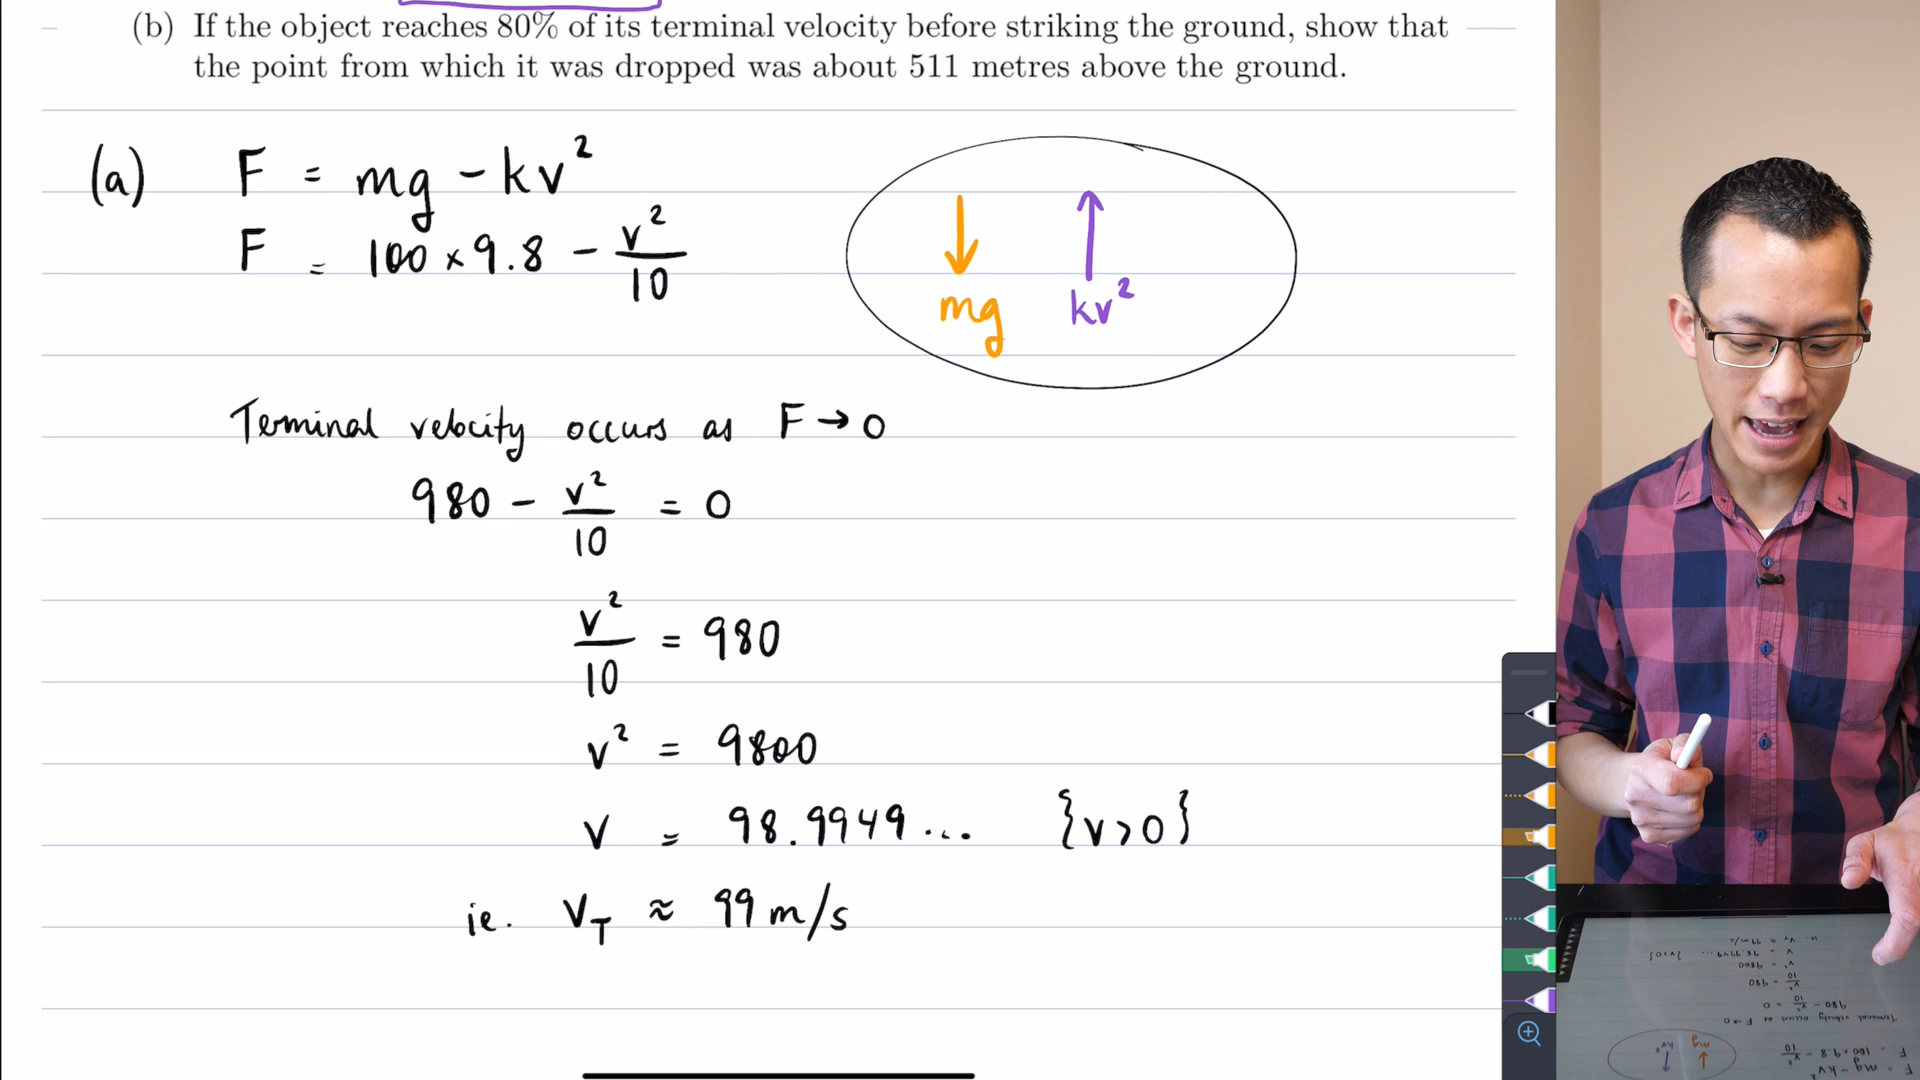 (b) If the object reaches 80% of its terminal velocity before striking the ground, show that
the point from which it was dropped was about 511 metres above the ground.
(a) F = mg - kv²
F = 100 × 9.8 - v²/10
mg kv²
Terminal velocity occurs as F → 0
980 - v²/10 = 0
v²/10 = 980
v² = 9800
v = 98.9949... {v>0}
ie. v_T ≈ 99 m/s